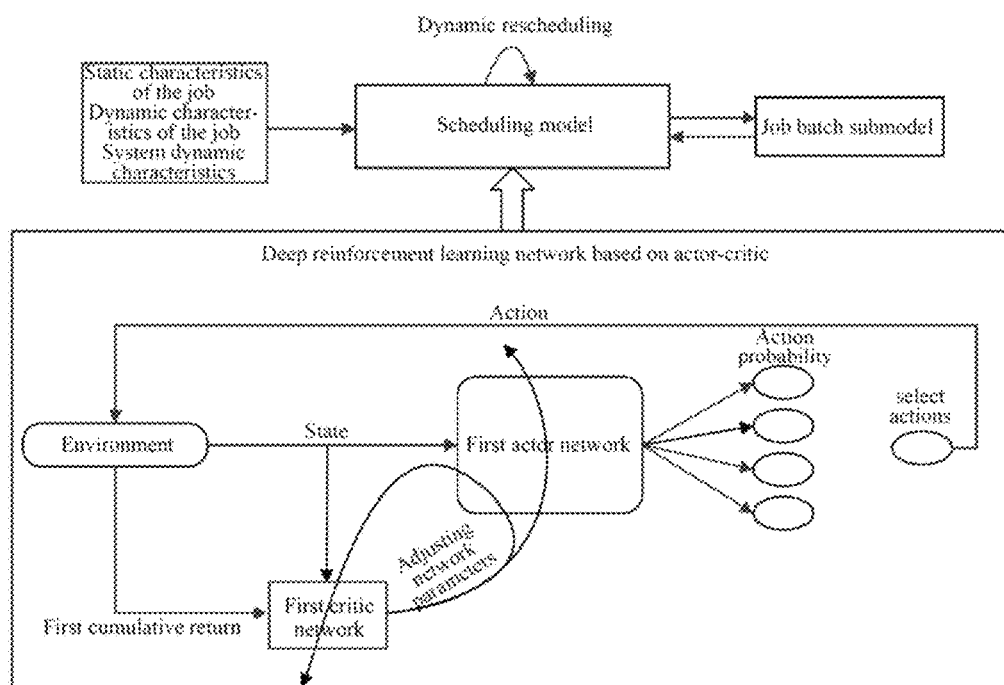 Dynamic rescheduling
Static characteristics
of the job
Dynamic character-
istics of the job
System dynamic
characteristics
Scheduling model
Job batch submodel
Deep reinforcement learning network based on actor-critic
Action
Action
probability
select
actions
Environment
State
First actor network
Adjusting
network
parameters
First critic
network
First cumulative return